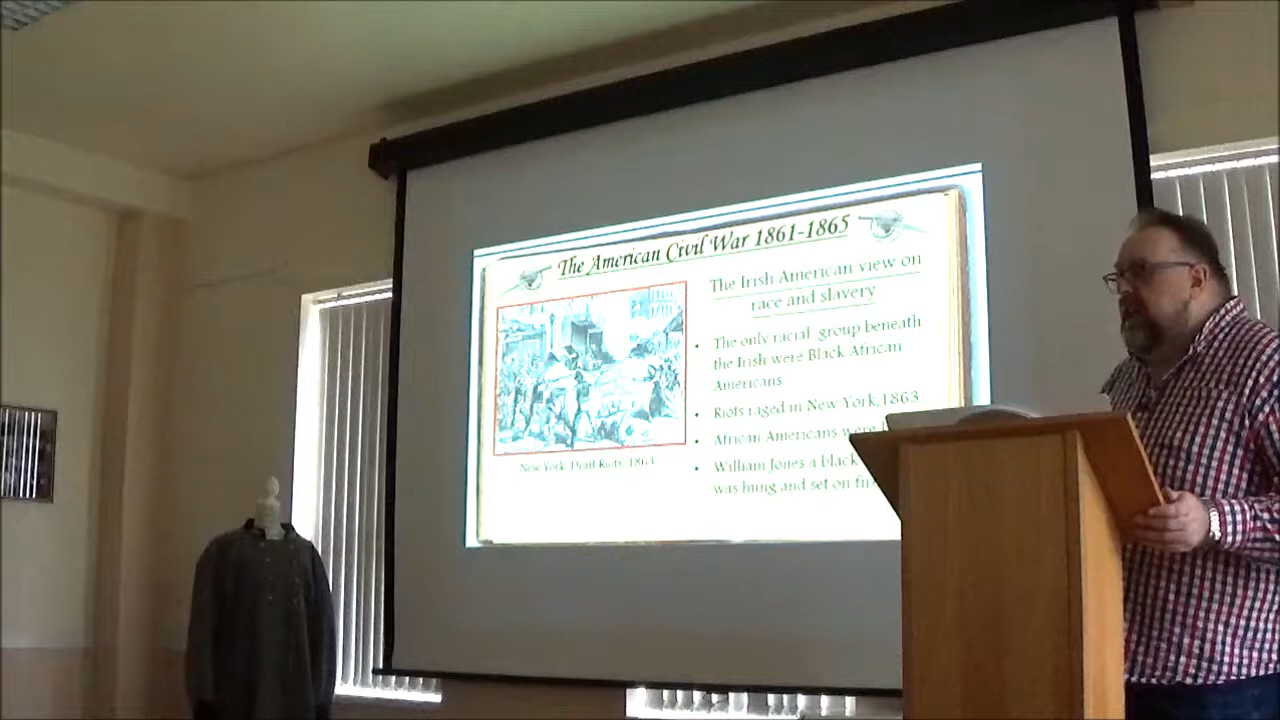 The American Civil War 1861-1865
The Irish American view on
race and slavery
• The only racial group beneath
the Irish were Black African
Americans
• Riots raged in New York, 1863
• African Americans were
• William Jones a black
was hung and set on fire
New York Draft Riots, 1863